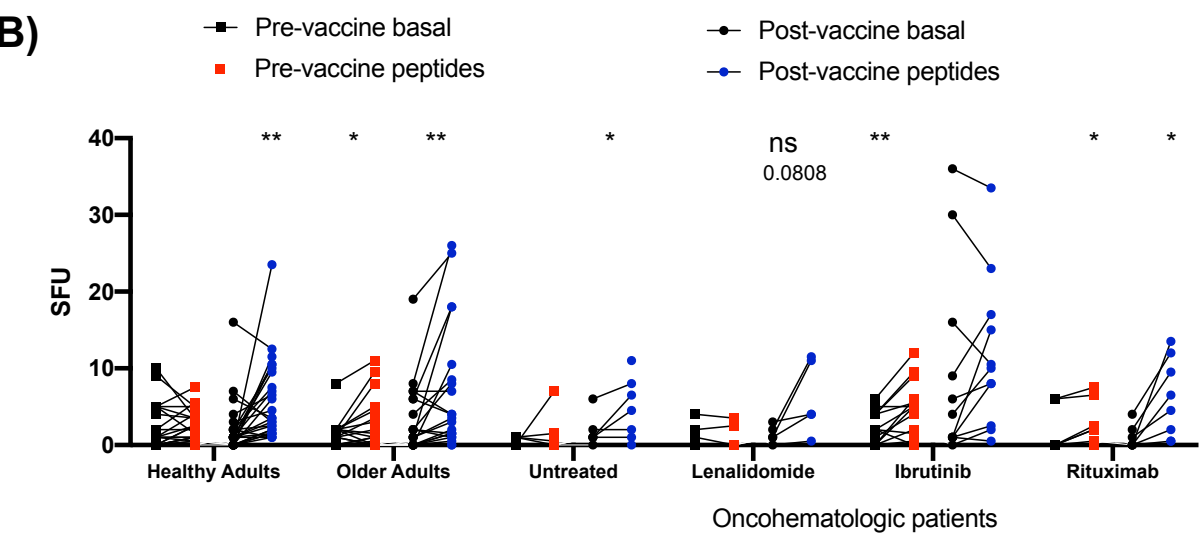 B)
Pre-vaccine basal
Post-vaccine basal
Pre-vaccine peptides
Post-vaccine peptides
40
30
20
10
0
SFU
** * ** * ns ** * *
0.0808
Healthy Adults Older Adults Untreated Lenalidomide Ibrutinib Rituximab
Oncohematologic patients